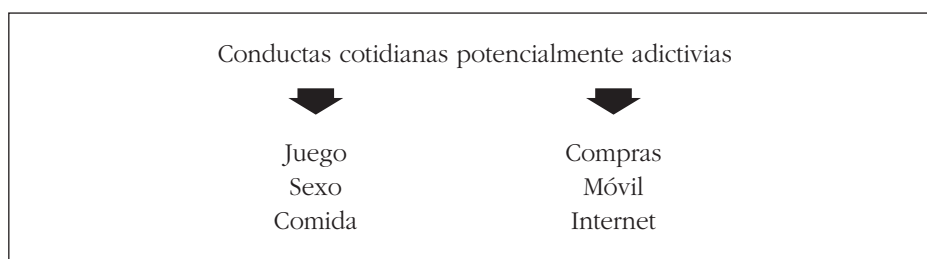 Conductas cotidianas potencialmente adictivias
Juego
Sexo
Comida
Compras
Móvil
Internet